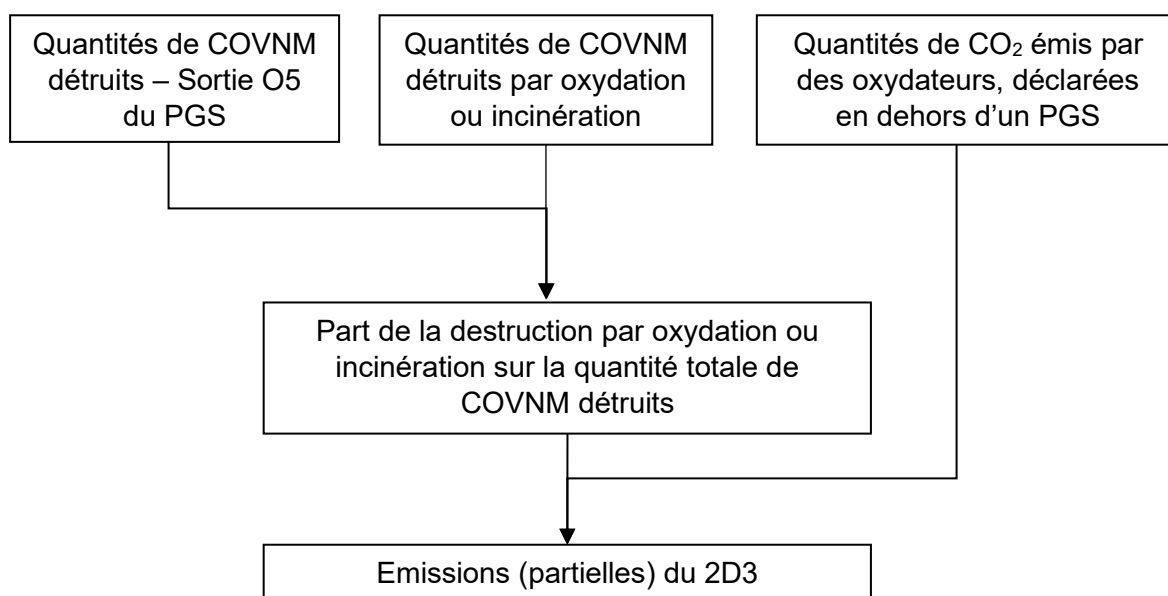 Quantités de COVNM
détruits – Sortie O5
du PGS
Quantités de COVNM
détruits par oxydation
ou incinération
Quantités de CO₂ émis par
des oxydateurs, déclarées
en dehors d’un PGS
Part de la destruction par oxydation ou
incinération sur la quantité totale de
COVNM détruits
Emissions (partielles) du 2D3